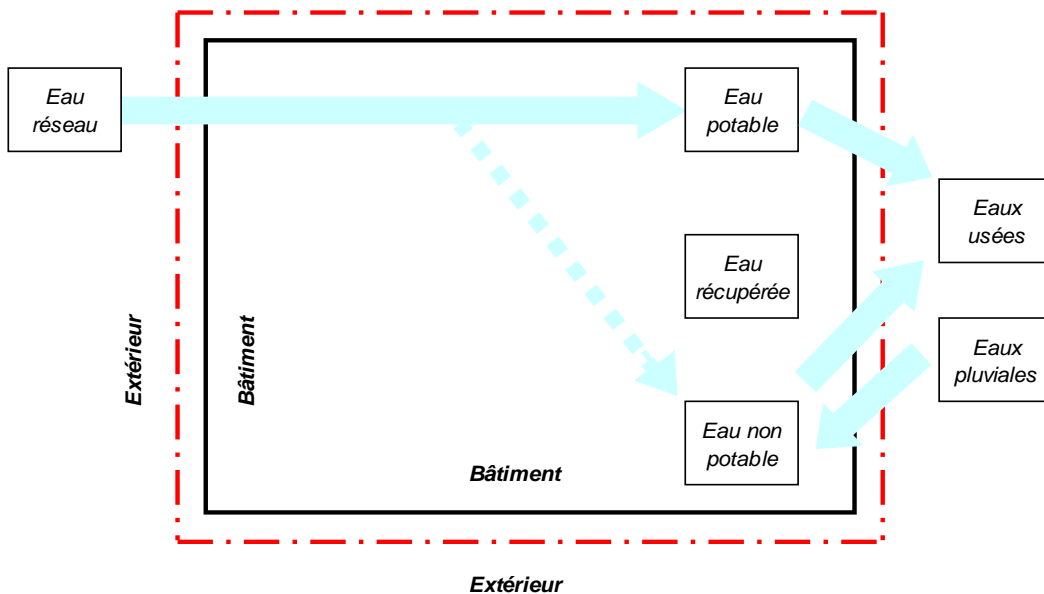 Eau
réseau
Eau
potable
Eaux
usées
Eau
récupérée
Extérieur
Bâtiment
Eaux
pluviales
Eau non
potable
Bâtiment
Extérieur